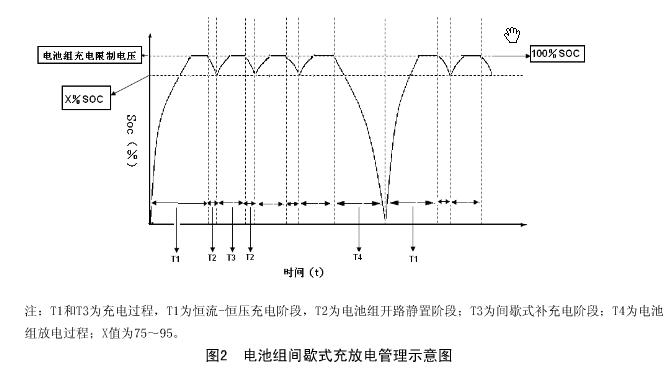 电池组充电限制电压
100% SOC
X% SOC
Soc（%）
T1
T2
T3
T2
T4
T1
时间（t）
注：T1和T3为充电过程，T1为恒流-恒压充电阶段，T2为电池组开路静置阶段；T3为间歇式补充电阶段；T4为电池
组放电过程；X值为75～95。
图2 电池组间歇式充放电管理示意图